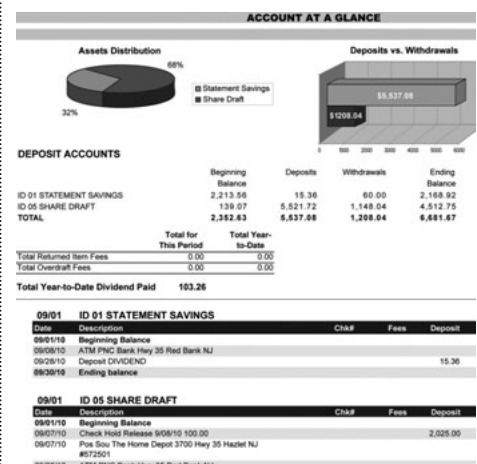 ACCOUNT AT A GLANCE
Assets Distribution
68%
32%
Statement Savings
Share Draft
Deposits vs. Withdrawals
$5,537.08
$1208.04
DEPOSIT ACCOUNTS
Beginning Balance Deposits Withdrawals Ending Balance
ID 01 STATEMENT SAVINGS 2,213.56 15.36 60.00 2,168.92
ID 05 SHARE DRAFT 139.07 5,521.72 1,148.04 4,512.75
TOTAL 2,352.63 5,537.08 1,208.04 6,681.67
Total for This Period Total Year-to-Date
Total Returned Item Fees 0.00 0.00
Total Overdraft Fees 0.00 0.00
Total Year-to-Date Dividend Paid 103.26
09/01 ID 01 STATEMENT SAVINGS
Date Description Chk# Fees Deposit
09/01/10 Beginning Balance
09/08/10 ATM PNC Bank Hwy 35 Red Bank NJ
09/28/10 Deposit DIVIDEND 15.36
09/30/10 Ending balance
09/01 ID 05 SHARE DRAFT
Date Description Chk# Fees Deposit
09/01/10 Beginning Balance
09/07/10 Check Hold Release 9/08/10 100.00 2,025.00
09/07/10 Pos Sou The Home Depot 3700 Hwy 35 Hazlet NJ
#572501